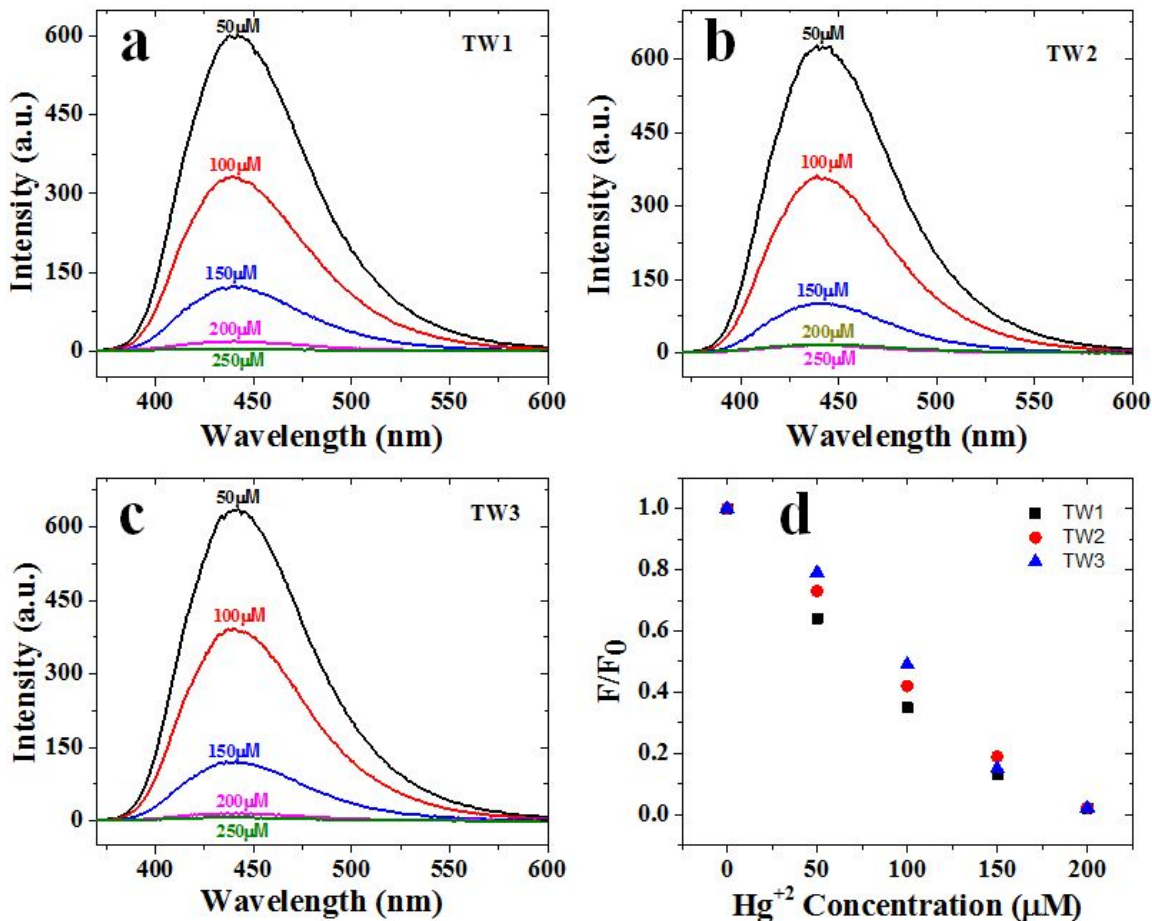 a
TW1
50μM
100μM
150μM
200μM
250μM
600
450
300
150
0
400
450
500
550
600
Intensity (a.u.)
Wavelength (nm)
b
TW2
50μM
100μM
150μM
200μM
250μM
600
450
300
150
0
400
450
500
550
600
Intensity (a.u.)
Wavelength (nm)
c
TW3
50μM
100μM
150μM
200μM
250μM
600
450
300
150
0
400
450
500
550
600
Intensity (a.u.)
Wavelength (nm)
d
TW1
TW2
TW3
1.0
0.8
0.6
0.4
0.2
0.0
0
50
100
150
200
F/F0
Hg+2 Concentration (μM)